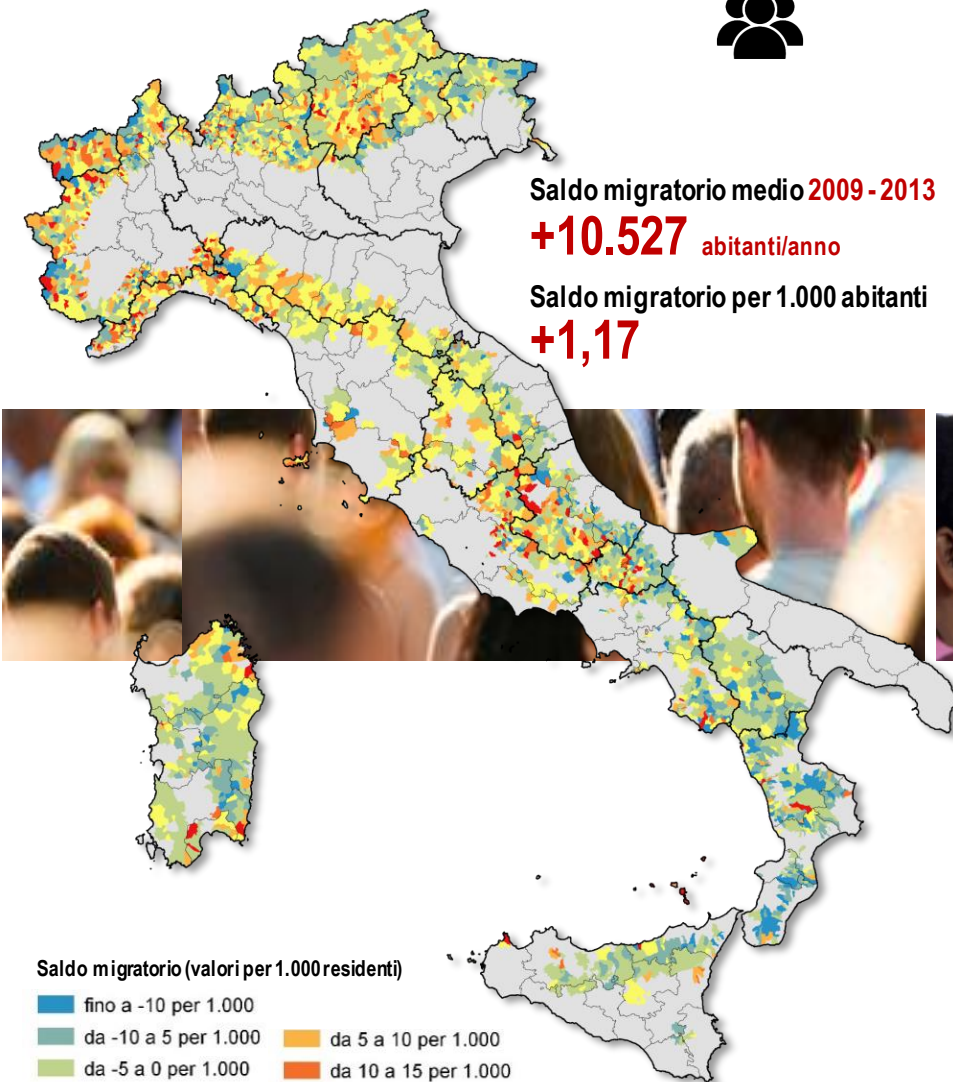 Saldo migratorio medio 2009 - 2013
+10.527 abitanti/anno
Saldo migratorio per 1.000 abitanti
+1,17
Saldo migratorio (valori per 1.000 residenti)
fino a -10 per 1.000
da -10 a 5 per 1.000
da -5 a 0 per 1.000
da 5 a 10 per 1.000
da 10 a 15 per 1.000